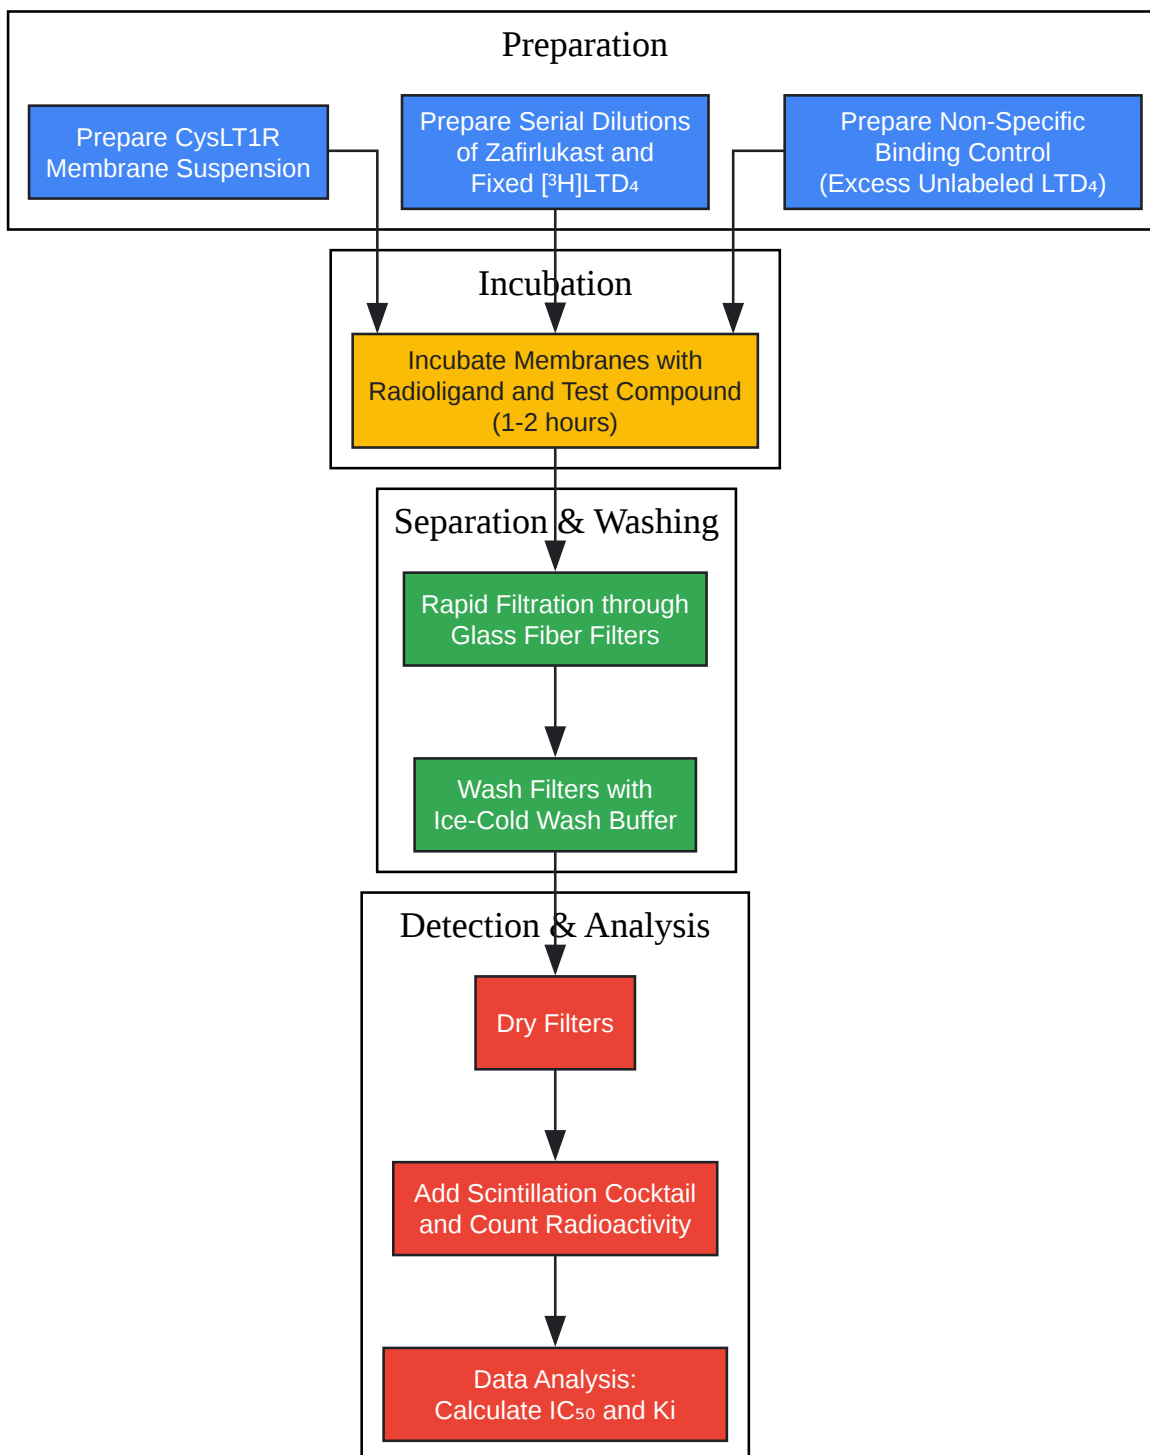 Preparation
Prepare CysLT1R
Membrane Suspension
Prepare Serial Dilutions
of Zafirlukast and
Fixed [³H]LTD₄
Prepare Non-Specific
Binding Control
(Excess Unlabeled LTD₄)
Incubation
Incubate Membranes with
Radioligand and Test Compound
(1-2 hours)
Separation & Washing
Rapid Filtration through
Glass Fiber Filters
Wash Filters with
Ice-Cold Wash Buffer
Detection & Analysis
Dry Filters
Add Scintillation Cocktail
and Count Radioactivity
Data Analysis:
Calculate IC₅₀ and Ki